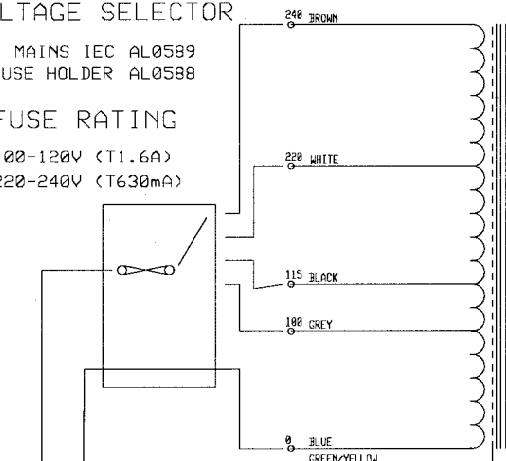 LTAGE SELECTOR
MAINS IEC AL0589
USE HOLDER AL0588
FUSE RATING
00-120V (T1.6A)
220-240V (T630mA)
240 BROWN
220 WHITE
115 BLACK
100 GREY
0 BLUE
GREEN/YELLOW